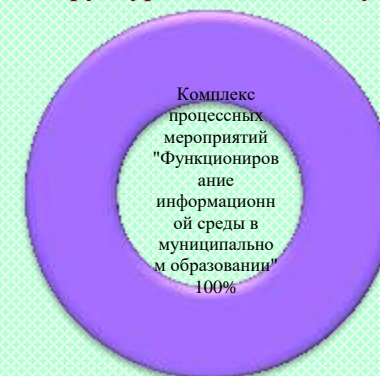 Комплекс
процессных
мероприятий
"Функциониров
ание
информационн
ой среды в
муниципально
м образовании"
100%